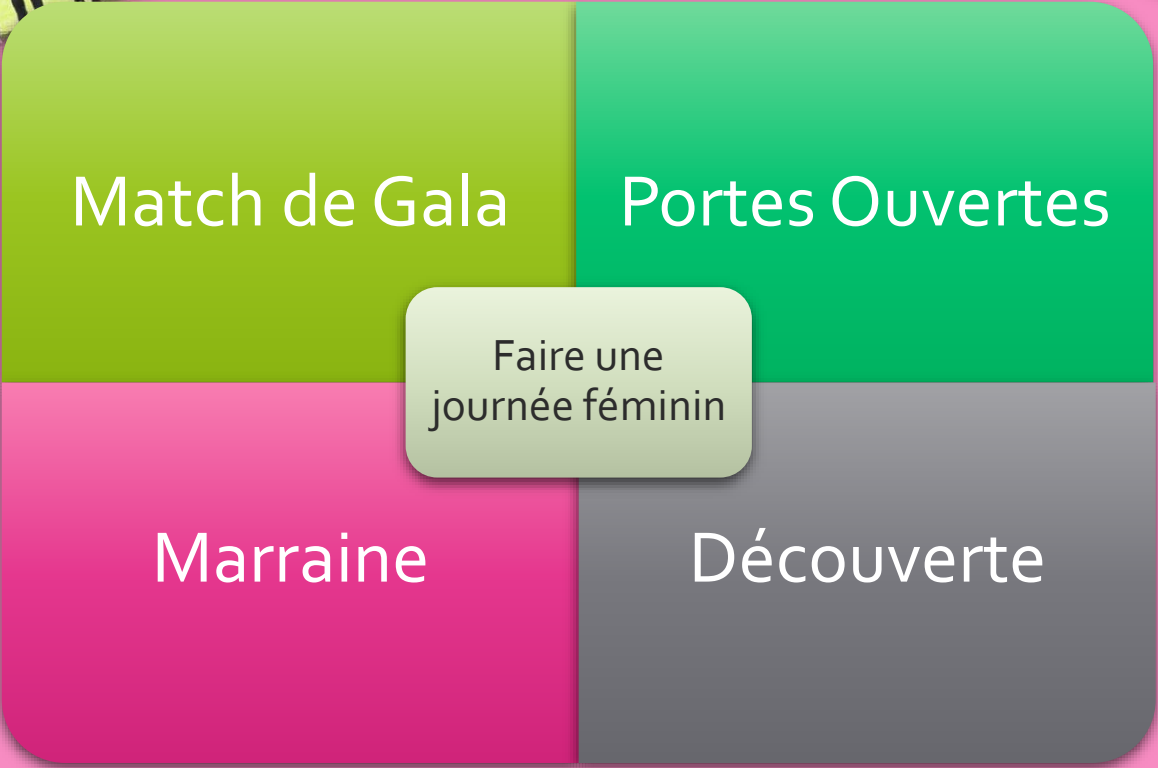 Match de Gala
Portes Ouvertes
Faire une
journée féminin
Marraine
Découverte